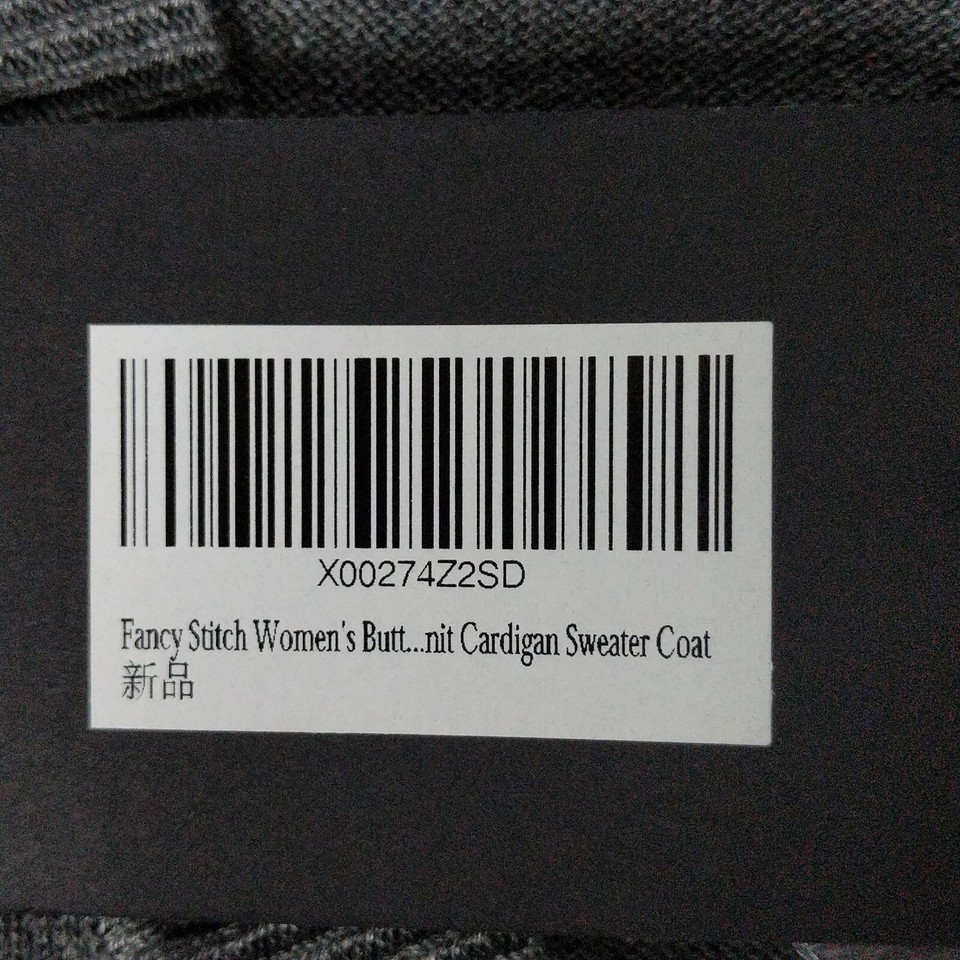 X00274Z2SD
Fancy Stitch Women's Butt...nit Cardigan Sweater Coat
新品